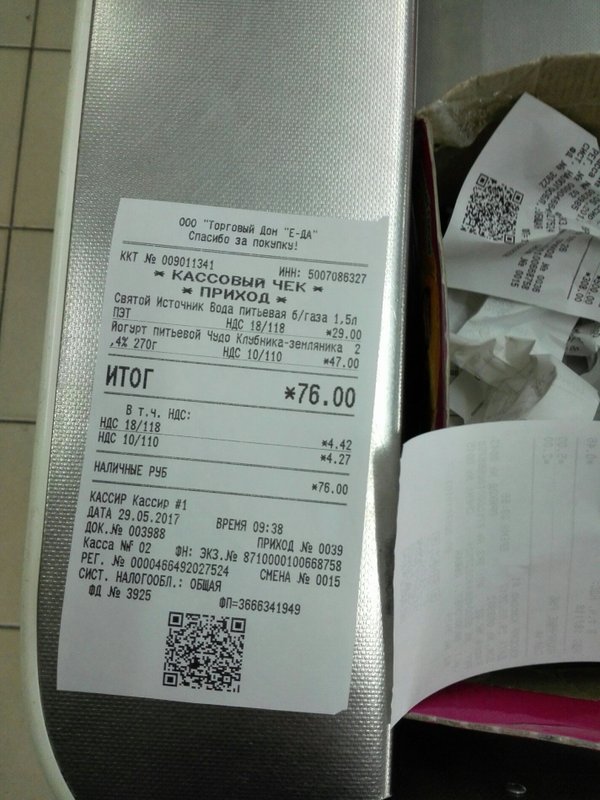 ООО "Торговый Дом "Е-ДА"
Спасибо за покупку!
ККТ № 009011341 ИНН: 5007086327
* КАССОВЫЙ ЧЕК *
* ПРИХОД *
Святой Источник Вода питьевая б/газа 1,5л
ПЭТ НДС 18/118 *29.00
Йогурт питьевой Чудо Клубника-земляника 2
,4% 270г НДС 10/110 *47.00
ИТОГ *76.00
В т.ч. НДС:
НДС 18/118 *4.42
НДС 10/110 *4.27
НАЛИЧНЫЕ РУБ *76.00
КАССИР Кассир #1
ДАТА 29.05.2017 ВРЕМЯ 09:38
ДОК.№ 003988 ПРИХОД № 0039
Касса № 02 ФН: ЭКЗ.№ 8710000100668758
РЕГ. № 0000466492027524 СМЕНА № 0015
СИСТ. НАЛОГООБЛ.: ОБЩАЯ
ФД № 3925 ФП=3666341949